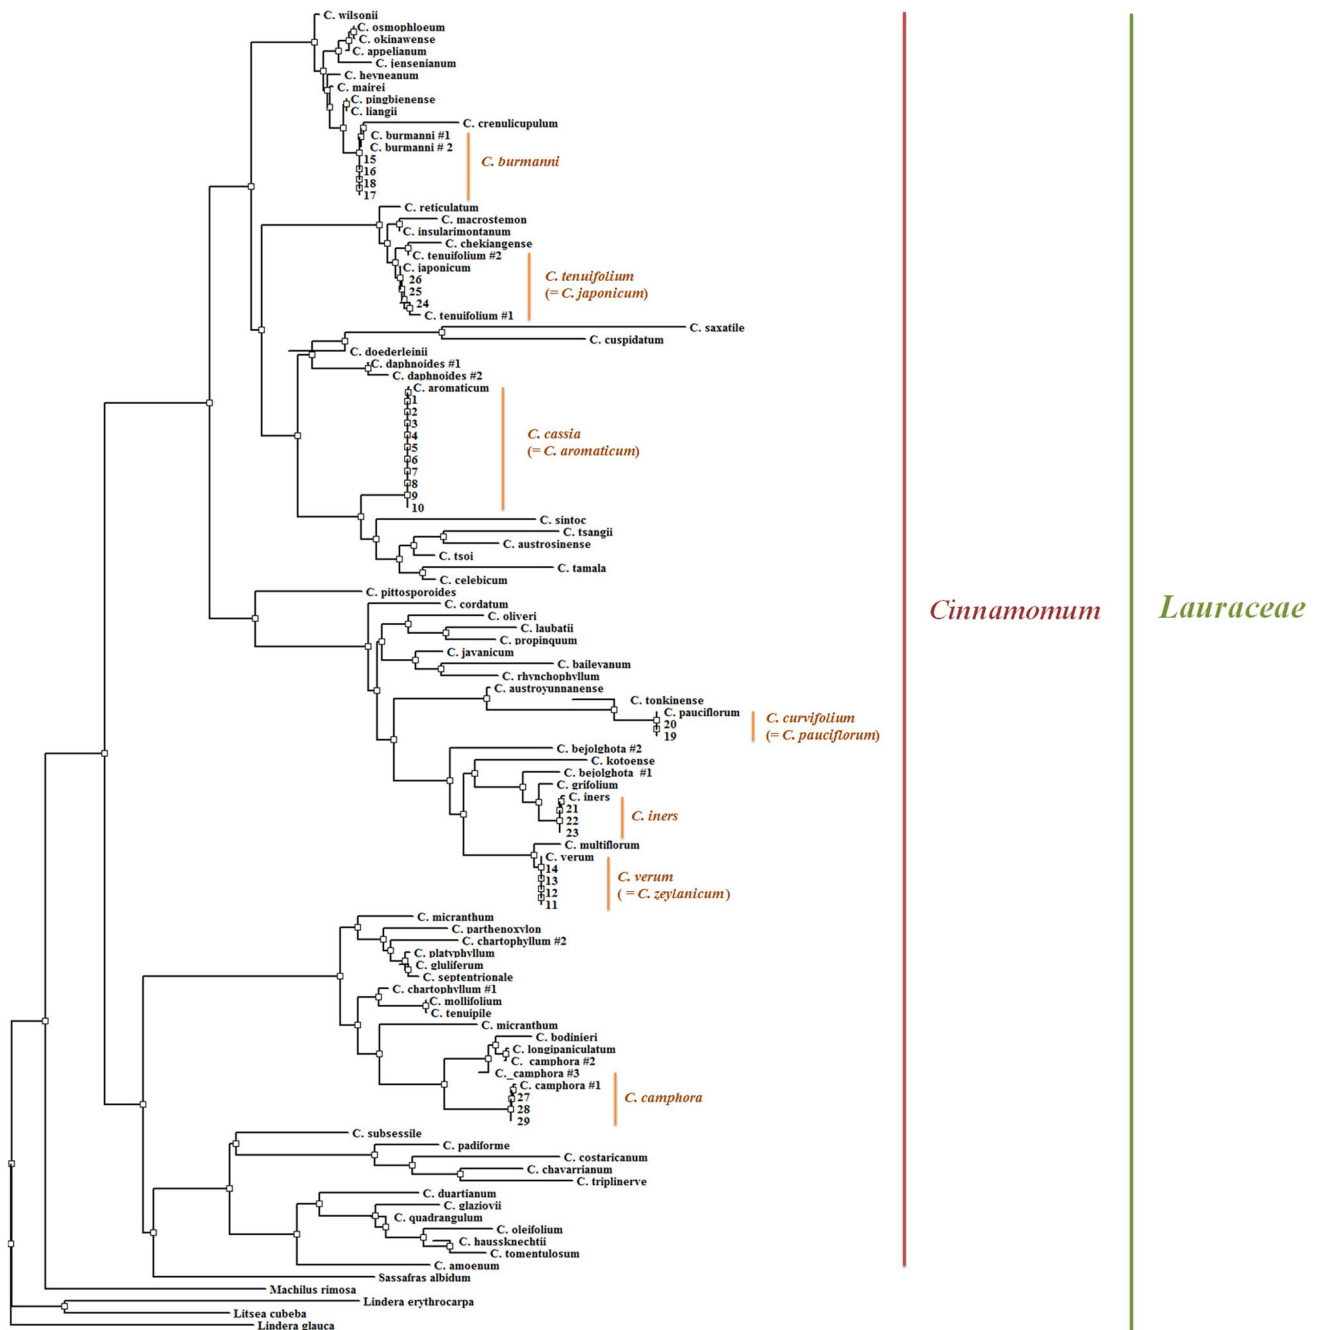 C. wilsonii
C. osmophloeum
C. okinawense
C. appelianum
C. jensenianum
C. heyneanum
C. mairei
C. pingbienense
C. liangii
C. crenulicupulum
C. burmanni #1
C. burmanni # 2
15
16
18
17
C. burmanni
C. reticulatum
C. macrostemon
C. insularimontanum
C. chekiangense
C. tenuifolium #2
C. japonicum
26
25
24
C. tenuifolium #1
C. tenuifolium
(= C. japonicum)
C. saxatile
C. cuspidatum
C. doederleinii
C. daphnoides #1
C. daphnoides #2
C. aromaticum
1
2
3
4
5
6
7
8
9
10
C. cassia
(= C. aromaticum)
C. sintoc
C. tsangii
C. austrosinense
C. tsoi
C. tamala
C. celebicum
C. pittosporoides
C. cordatum
C. oliveri
C. laubatii
C. propinquum
C. javanicum
C. baileyanum
C. rhynchophyllum
C. austroyunnanense
C. tonkinense
C. pauciflorum
20
19
C. curvifolium
(= C. pauciflorum)
C. bejolghota #2
C. kotoense
C. bejolghota #1
C. grifolium
C. iners
21
22
23
C. iners
C. multiflorum
C. verum
14
13
12
11
C. verum
( = C. zeylanicum)
C. micranthum
C. parthenoxylon
C. chartophyllum #2
C. platyphyllum
C. gluliferum
C. septentrionale
C. chartophyllum #1
C. mollifolium
C. tenuipile
C. micranthum
C. bodinieri
C. longipaniculatum
C. camphora #2
C._camphora #3
C. camphora #1
27
28
29
C. camphora
C. subsessile
C. padiforme
C. costaricanum
C. chavarrianum
C. triplinerve
C. duartianum
C. glaziovii
C. quadrangulum
C. oleifolium
C. haussknechtii
C. tomentulosum
C. amoenum
Sassafras albidum
Machilus rimosa
Lindera erythrocarpa
Litsea cubeba
Lindera glauca
Cinnamomum
Lauraceae